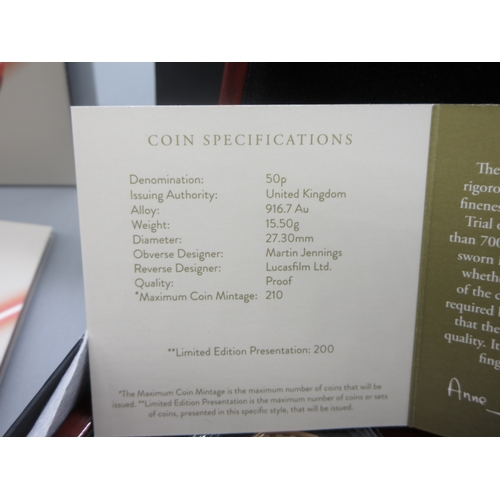 COIN SPECIFICATIONS
Denomination: 50p
Issuing Authority: United Kingdom
Alloy: 916.7 Au
Weight: 15.50g
Diameter: 27.30mm
Obverse Designer: Martin Jennings
Reverse Designer: Lucasfilm Ltd.
Quality: Proof
*Maximum Coin Mintage: 210
**Limited Edition Presentation: 200
*The Maximum Coin Mintage is the maximum number of coins that will be
issued. **Limited Edition Presentation is the maximum number of coins or sets
of coins, presented in this specific style, that will be issued.
The
rigoro
finenes
Trial o
than 700
sworn
whethe
of the c
required
that the
quality. It
fing
Anne